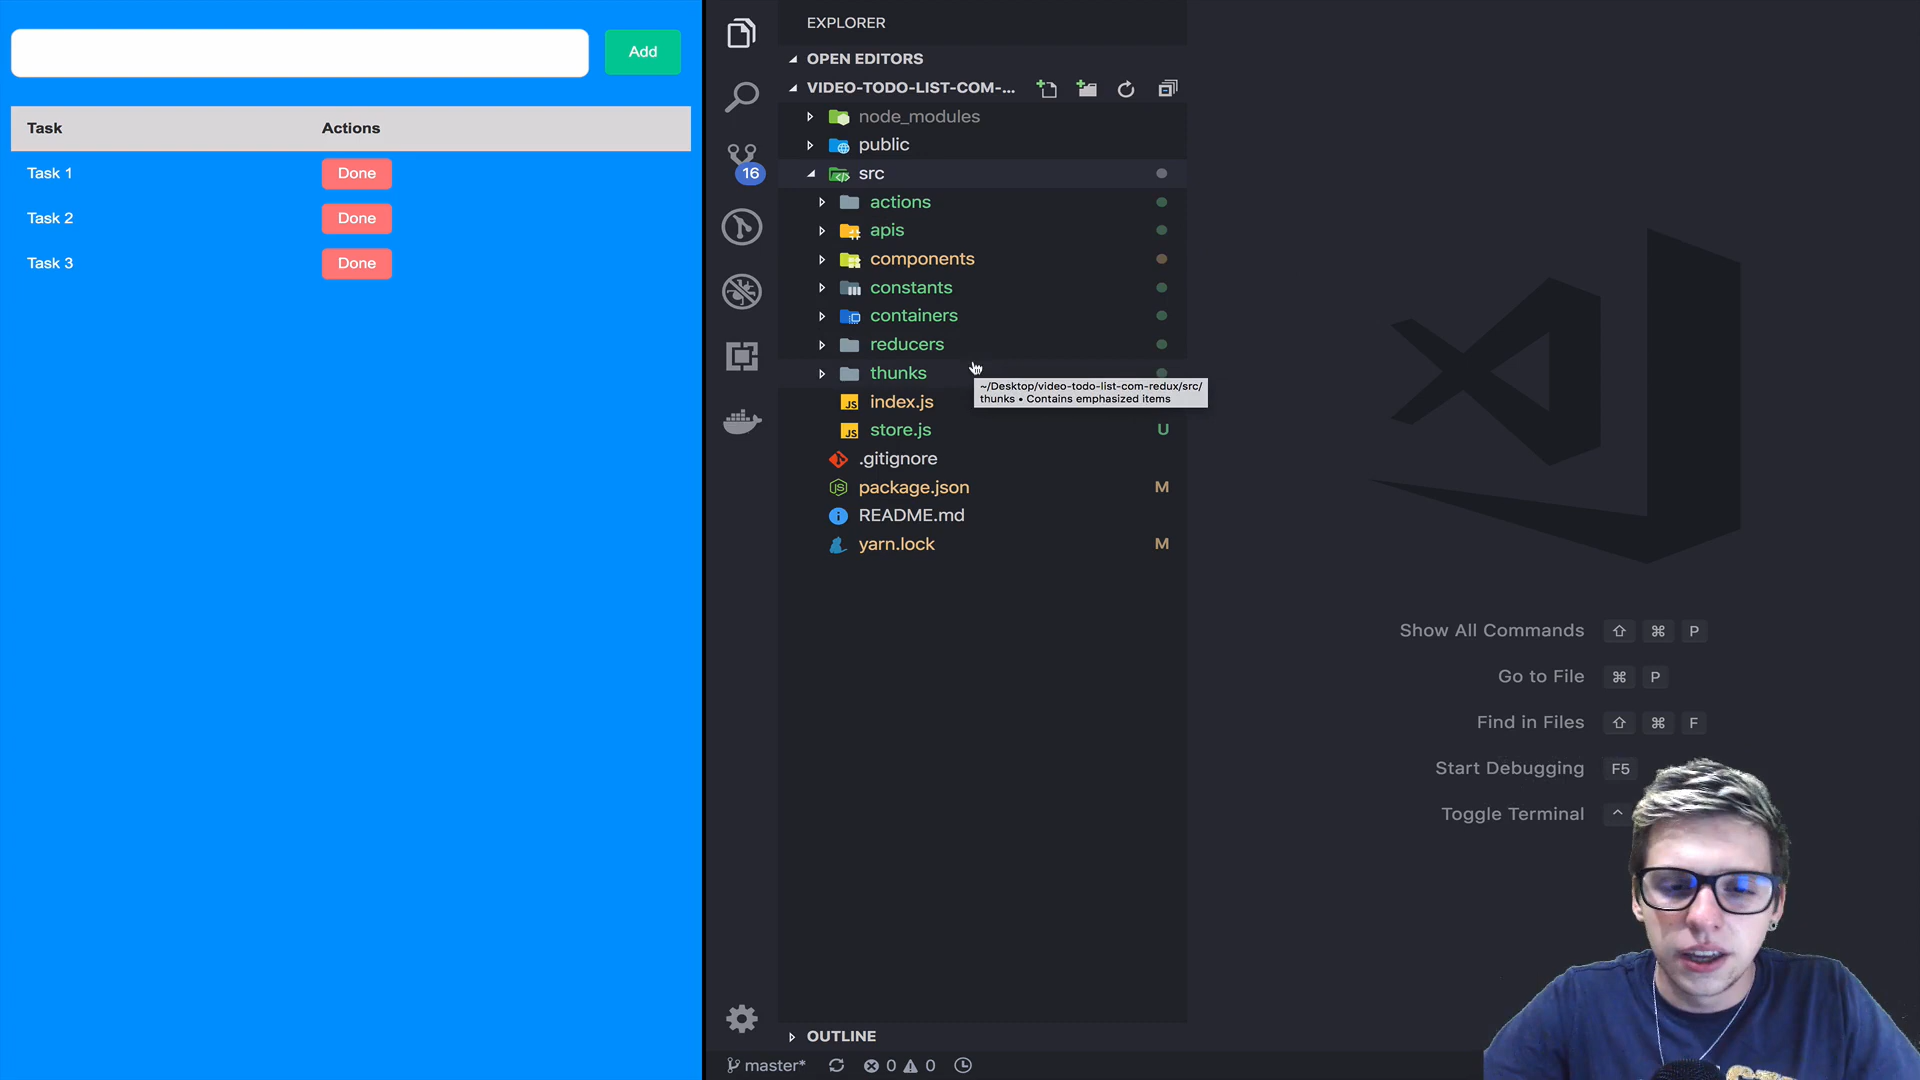 Add
Task Actions
Task 1 Done
Task 2 Done
Task 3 Done
EXPLORER
OPEN EDITORS
VIDEO-TODO-LIST-COM-...
node_modules
public
16
src
actions
apis
components
constants
containers
reducers
thunks
~/Desktop/video-todo-list-com-redux/src/
thunks • Contains emphasized items
JS index.js
JS store.js U
.gitignore
package.json M
README.md
yarn.lock M
Show All Commands ⇧ ⌘ P
Go to File ⌘ P
Find in Files ⇧ ⌘ F
Start Debugging F5
Toggle Terminal ^
OUTLINE
master* 0 0